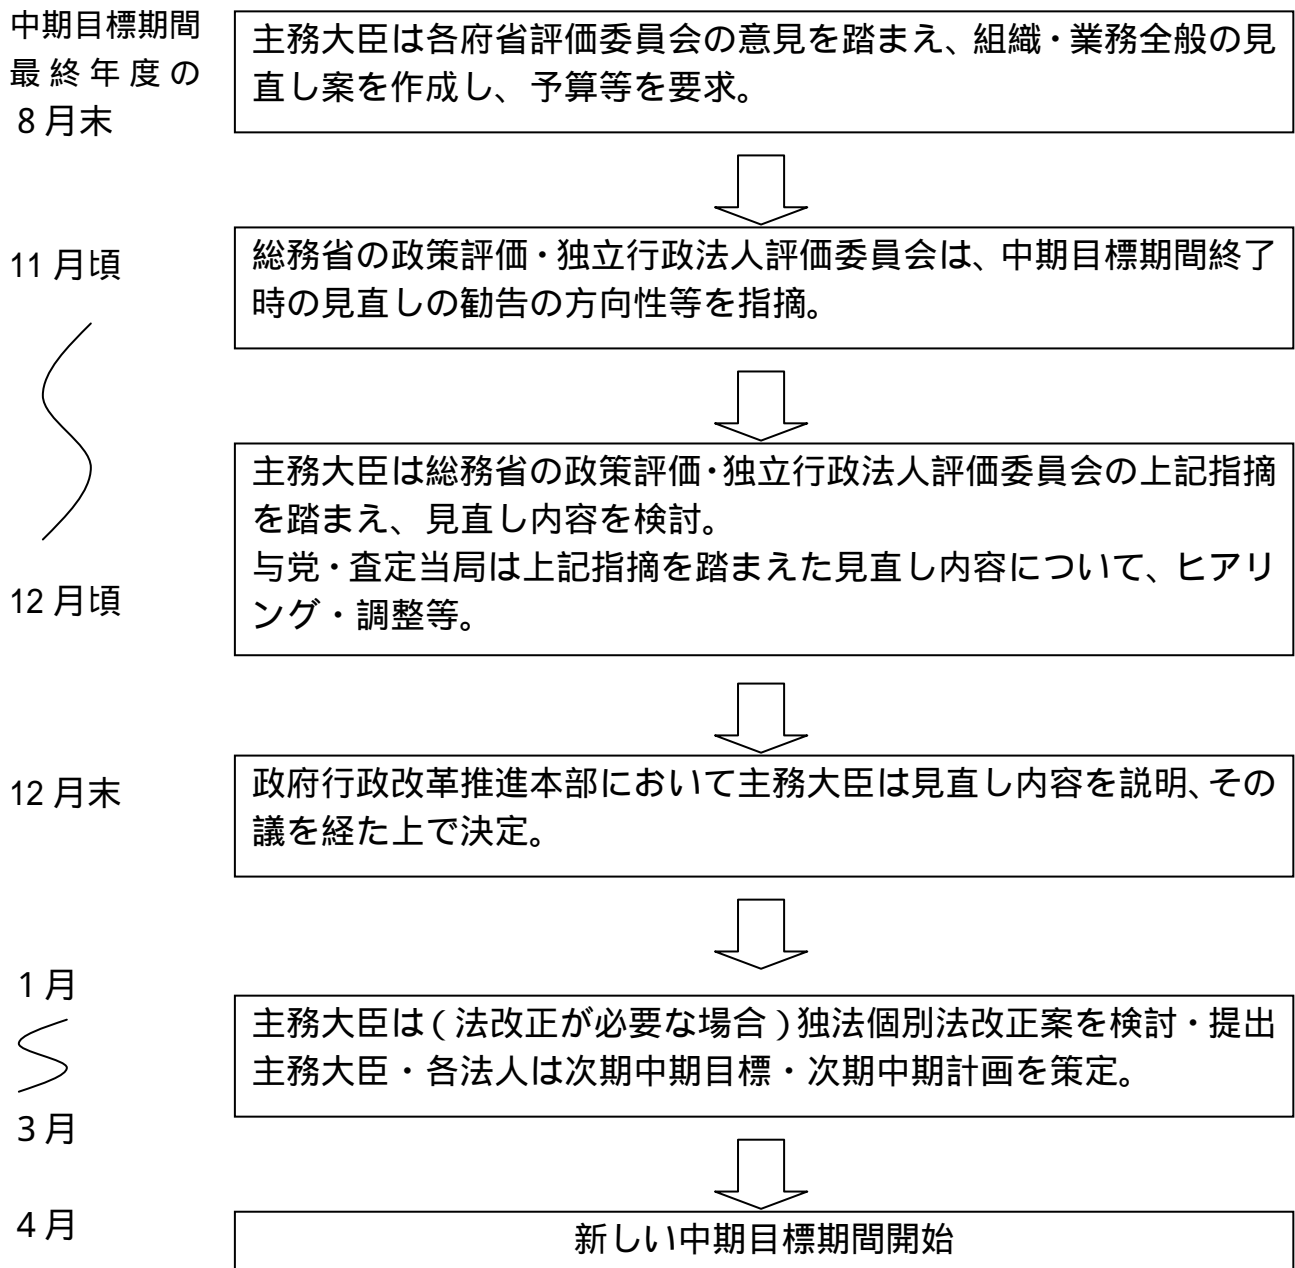 中期目標期間
最終年度の
8月末
主務大臣は各府省評価委員会の意見を踏まえ、組織・業務全般の見
直し案を作成し、予算等を要求。
11月頃
総務省の政策評価・独立行政法人評価委員会は、中期目標期間終了
時の見直しの勧告の方向性等を指摘。
主務大臣は総務省の政策評価・独立行政法人評価委員会の上記指摘
を踏まえ、見直し内容を検討。
与党・査定当局は上記指摘を踏まえた見直し内容について、ヒアリ
ング・調整等。
12月頃
12月末
政府行政改革推進本部において主務大臣は見直し内容を説明、その
議を経た上で決定。
1月
主務大臣は(法改正が必要な場合)独法個別法改正案を検討・提出
主務大臣・各法人は次期中期目標・次期中期計画を策定。
3月
4月
新しい中期目標期間開始